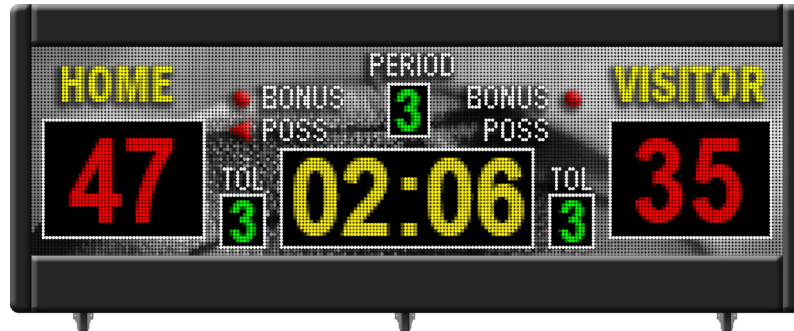 PERIOD
HOME
VISITOR
BONUS
3
BONUS
POSS
POSS
47
02:06
35
TOL
TOL
3
3